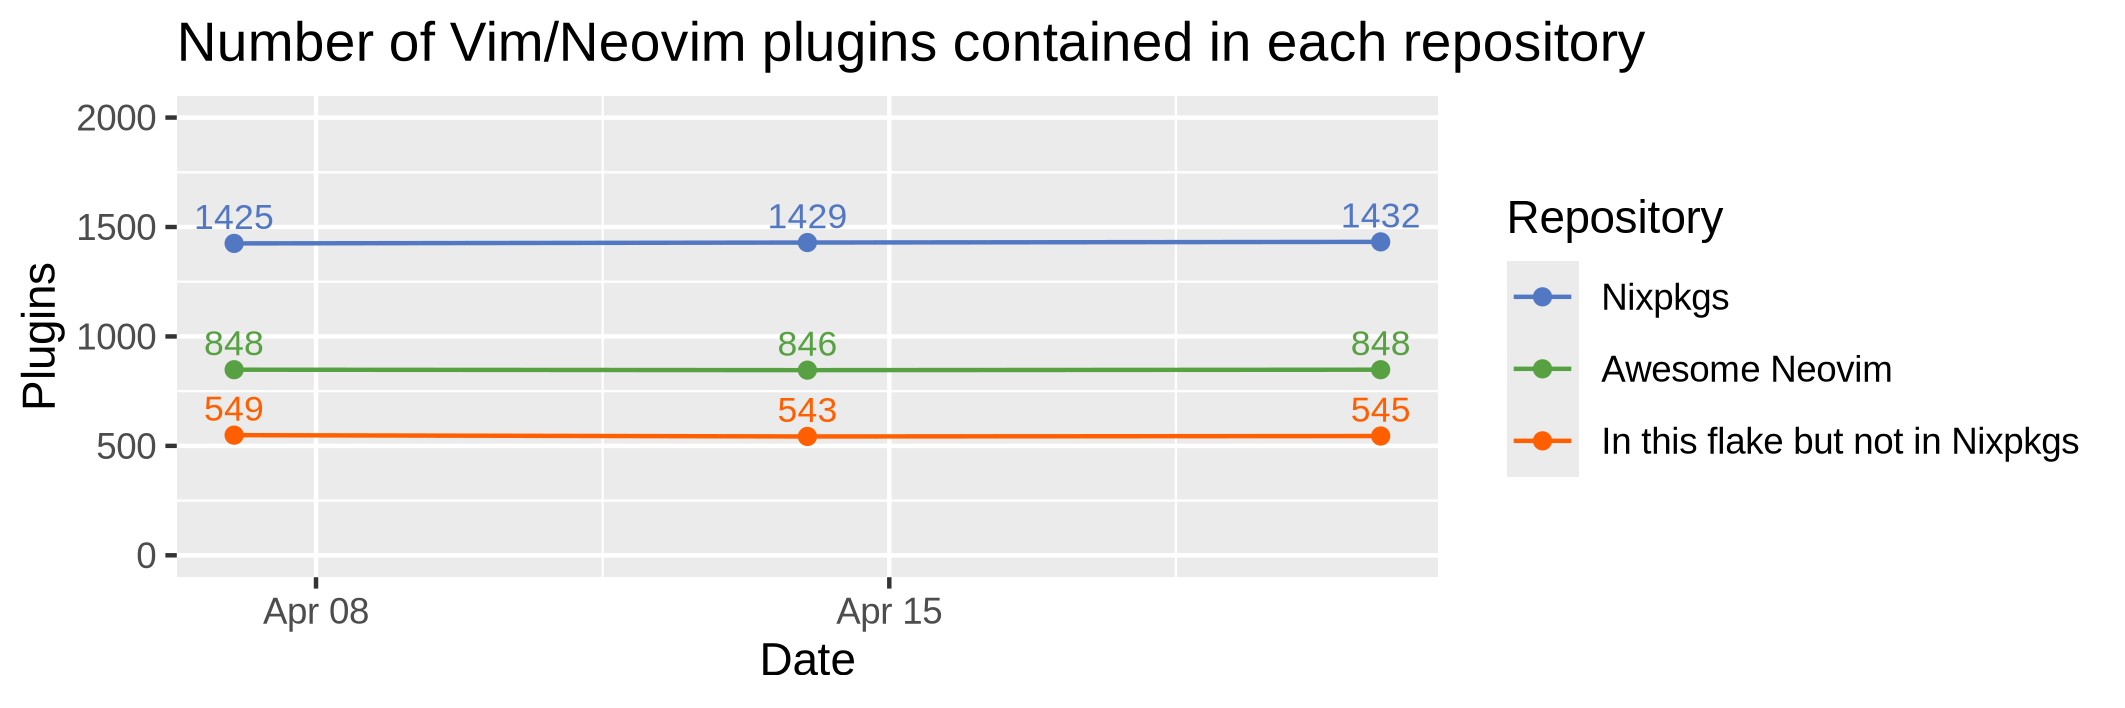 Number of Vim/Neovim plugins contained in each repository
2000
1500
1000
500
0
Plugins
1425 1429 1432
848 846 848
549 543 545
Apr 08 Apr 15
Date
Repository
Nixpkgs
Awesome Neovim
In this flake but not in Nixpkgs